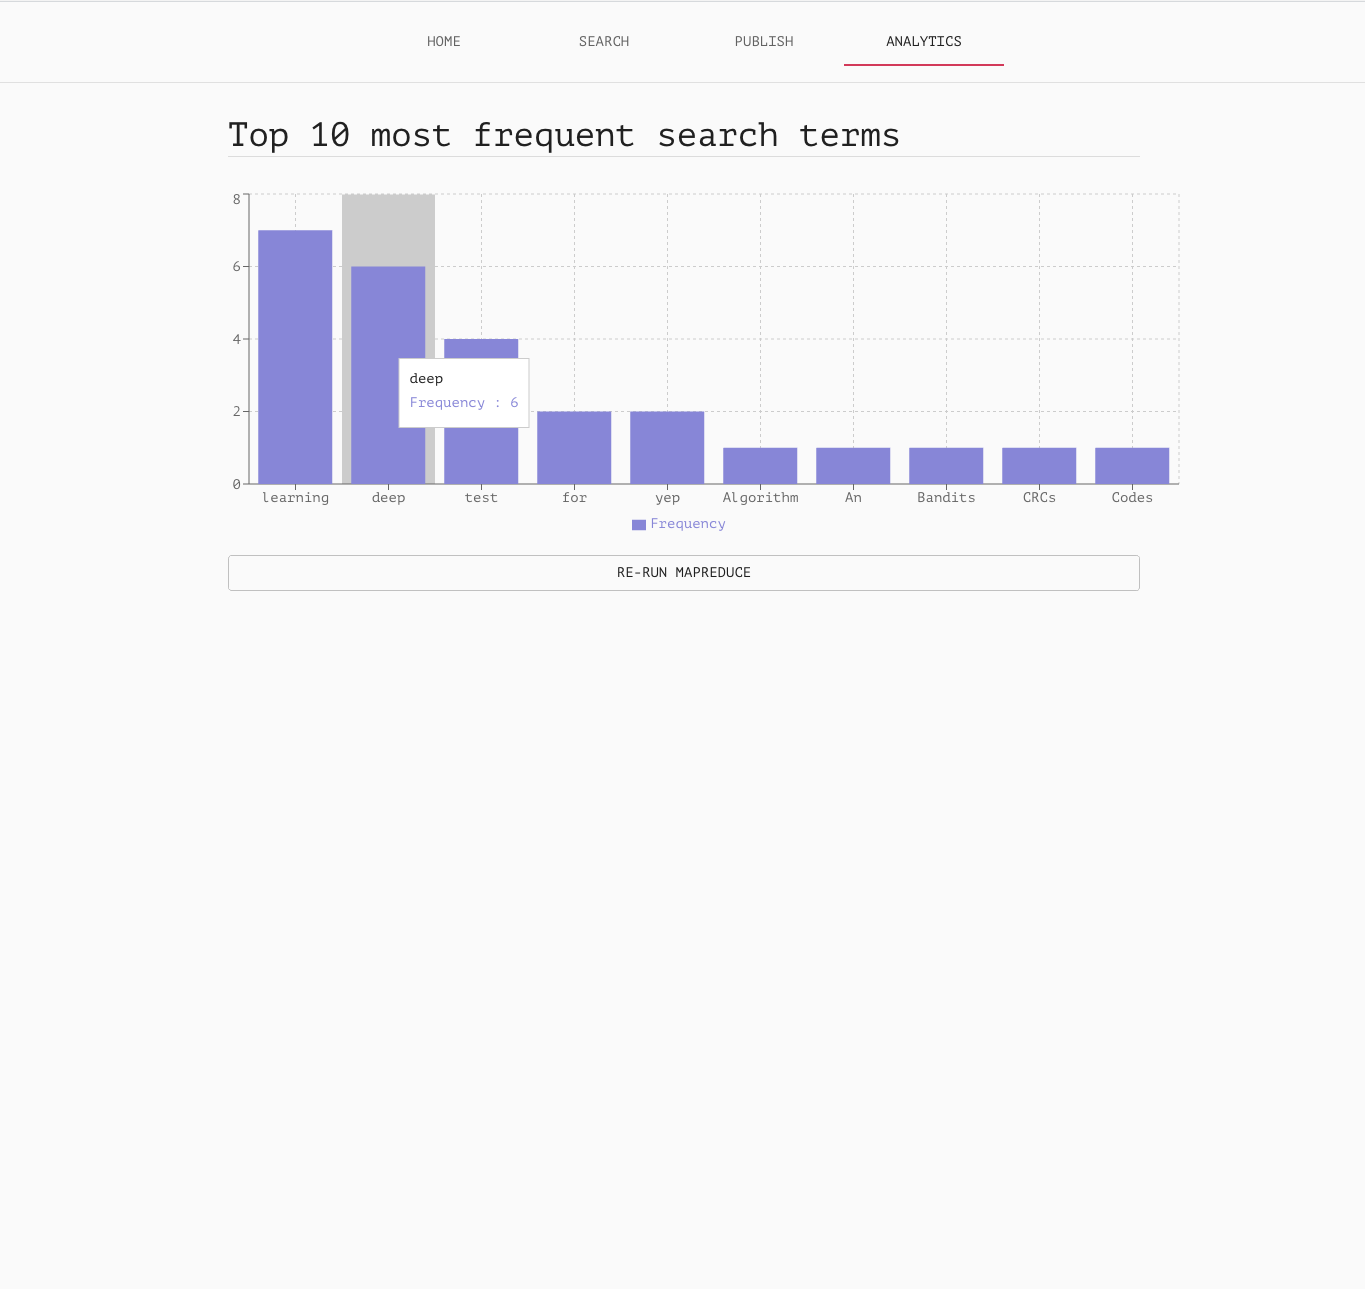 HOME SEARCH PUBLISH ANALYTICS
Top 10 most frequent search terms
8
6
4
2
0
deep
Frequency : 6
learning deep test for yep Algorithm An Bandits CRCs Codes
Frequency
RE-RUN MAPREDUCE